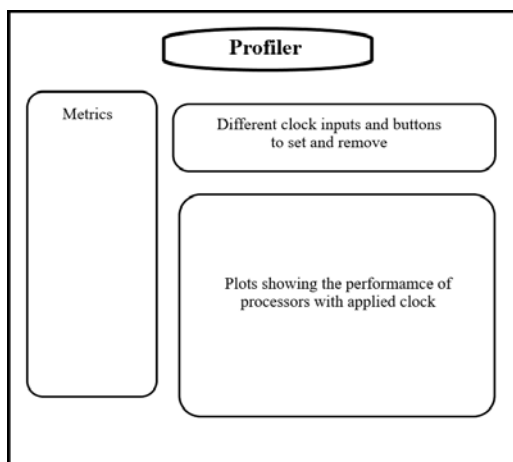 Profiler
Metrics
Different clock inputs and buttons
to set and remove
Plots showing the performamce of
processors with applied clock